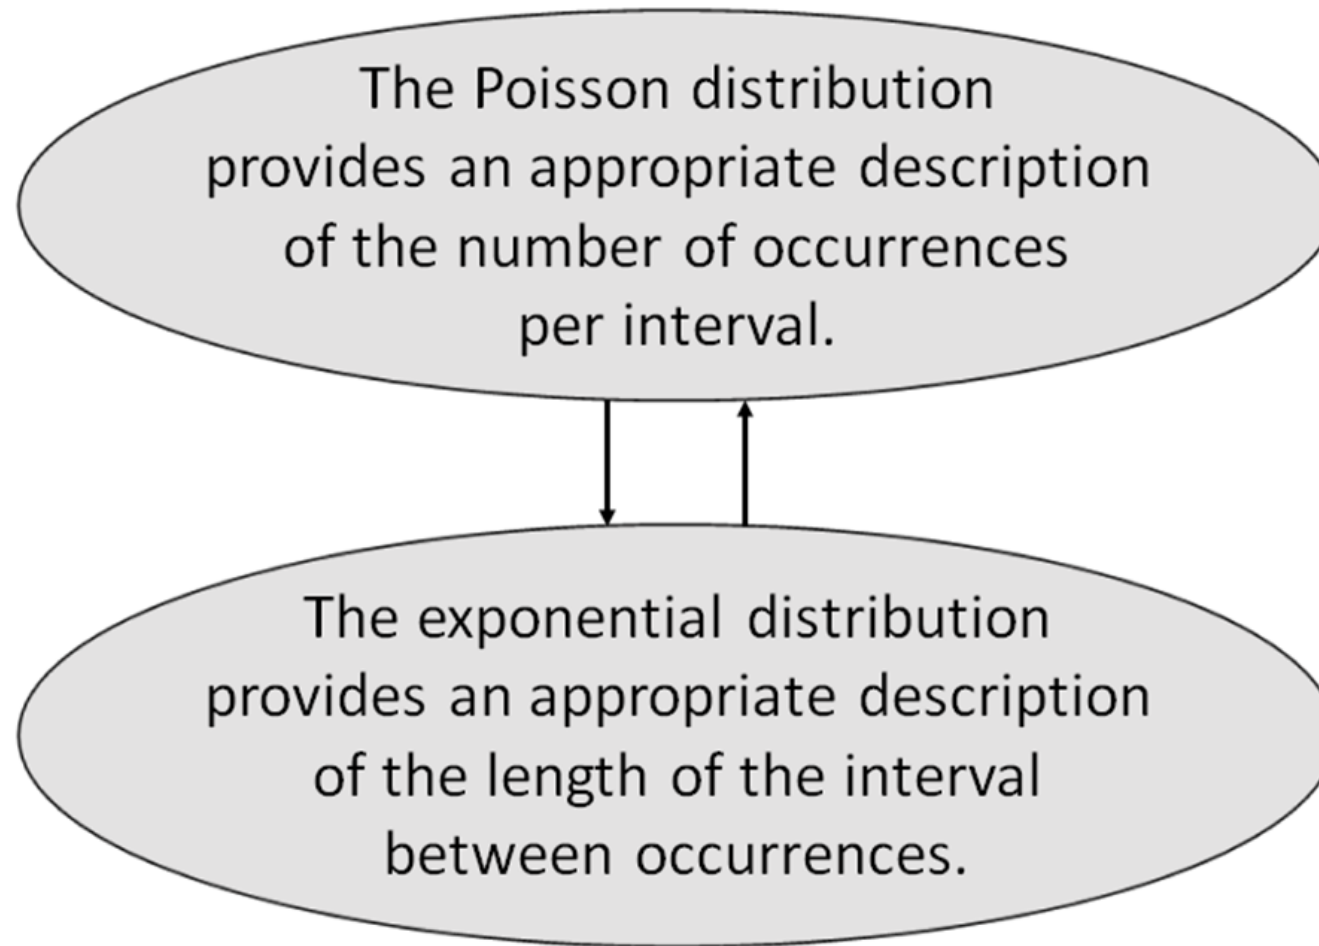 The Poisson distribution
provides an appropriate description
of the number of occurrences
per interval.
The exponential distribution
provides an appropriate description
of the length of the interval
between occurrences.